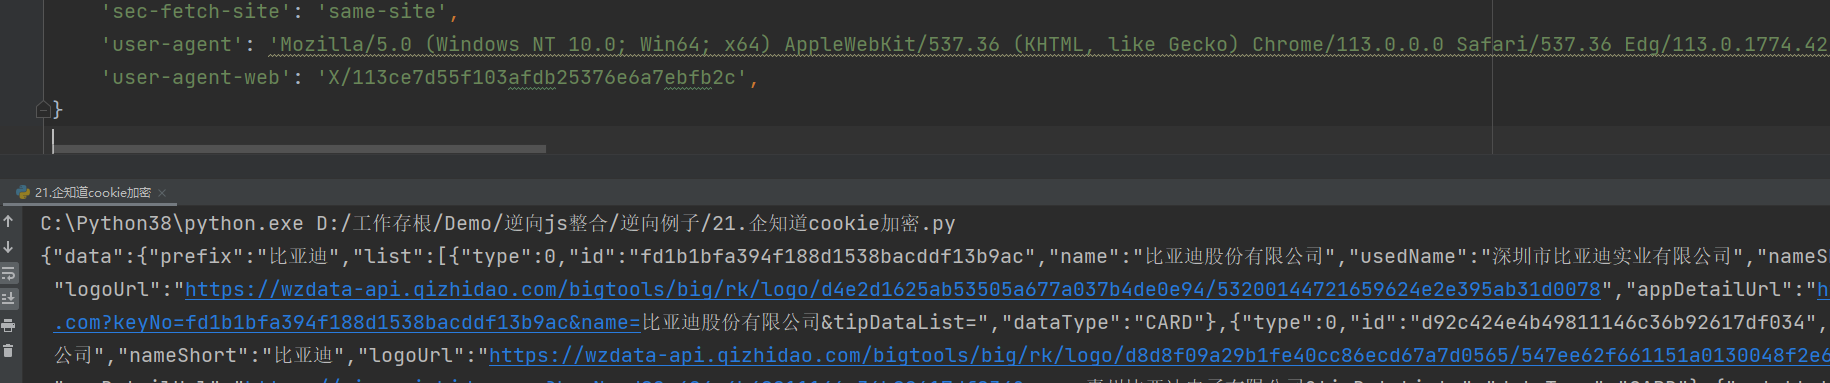 'sec-fetch-site': 'same-site',
'user-agent': 'Mozilla/5.0 (Windows NT 10.0; Win64; x64) AppleWebKit/537.36 (KHTML, like Gecko) Chrome/113.0.0.0 Safari/537.36 Edg/113.0.1774.42
'user-agent-web': 'X/113ce7d55f103afdb25376e6a7ebfb2c',
}
21.企知道cookie加密
C:\Python38\python.exe D:/工作存根/Demo/逆向js整合/逆向例子/21.企知道cookie加密.py
{"data":{"prefix":"比亚迪","list":[{"type":0,"id":"fd1b1bfa394f188d1538bacddf13b9ac","name":"比亚迪股份有限公司","usedName":"深圳市比亚迪实业有限公司","nameSh
"logoUrl":"https://wzdata-api.qizhidao.com/bigtools/big/rk/logo/d4e2d1625ab53505a677a037b4de0e94/53200144721659624e2e395ab31d0078","appDetailUrl":"h
.com?keyNo=fd1b1bfa394f188d1538bacddf13b9ac&name=比亚迪股份有限公司&tipDataList=","dataType":"CARD"},{"type":0,"id":"d92c424e4b49811146c36b92617df034",
公司","nameShort":"比亚迪","logoUrl":"https://wzdata-api.qizhidao.com/bigtools/big/rk/logo/d8d8f09a29b1fe40cc86ecd67a7d0565/547ee62f661151a0130048f2e6